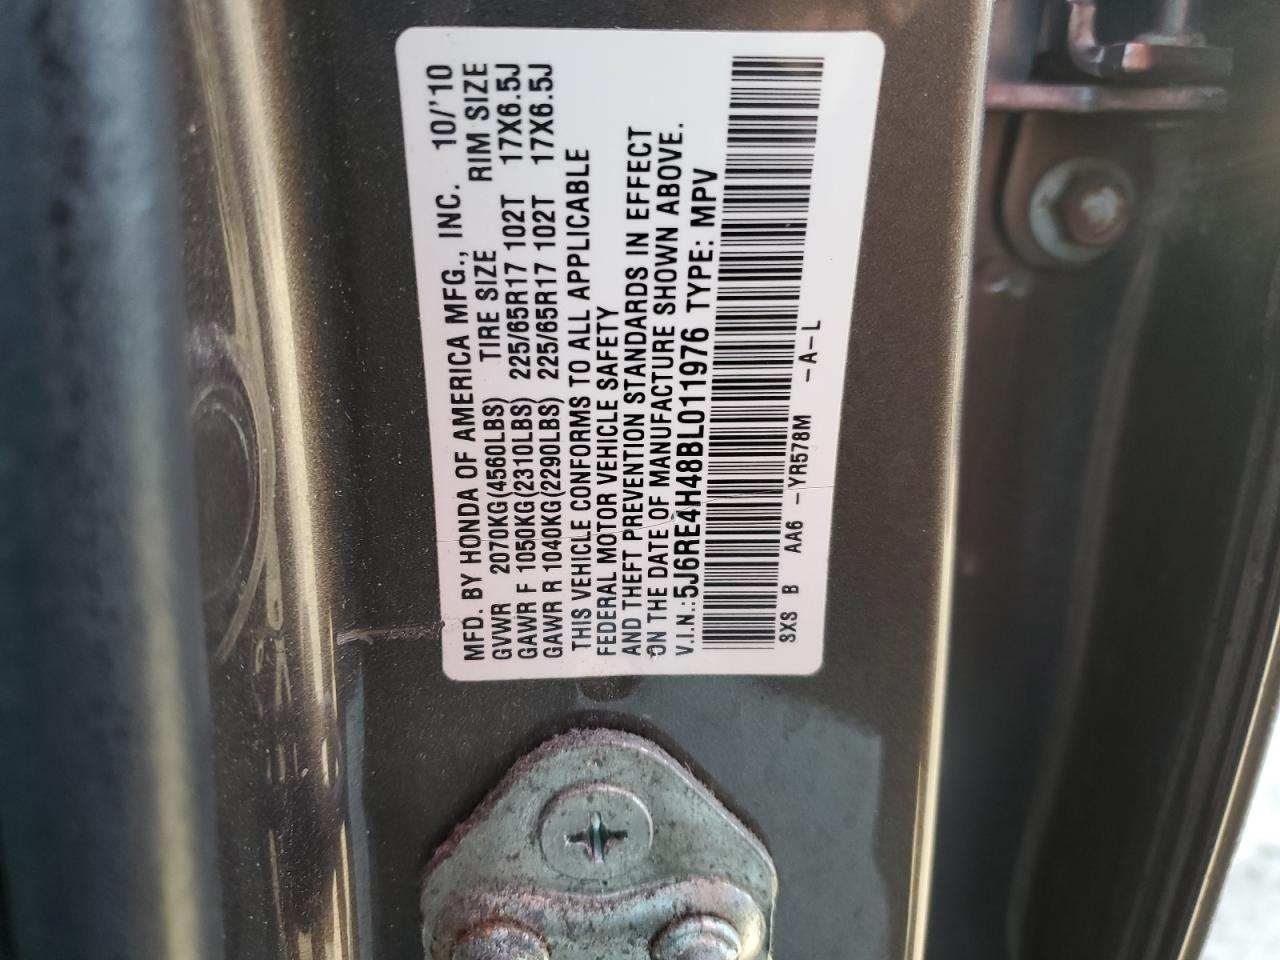 MFD. BY HONDA OF AMERICA MFG., INC. 10/'10
TIRE SIZE RIM SIZE
GVWR 2070KG(4560LBS)
GAWR F 1050KG(2310LBS) 225/65R17 102T 17X6.5J
GAWR R 1040KG(2290LBS) 225/65R17 102T 17X6.5J
THIS VEHICLE CONFORMS TO ALL APPLICABLE
FEDERAL MOTOR VEHICLE SAFETY
AND THEFT PREVENTION STANDARDS IN EFFECT
ON THE DATE OF MANUFACTURE SHOWN ABOVE.
V.I.N.:5J6RE4H48BL011976 TYPE: MPV
SXS B AA6 -YR578M -A-L